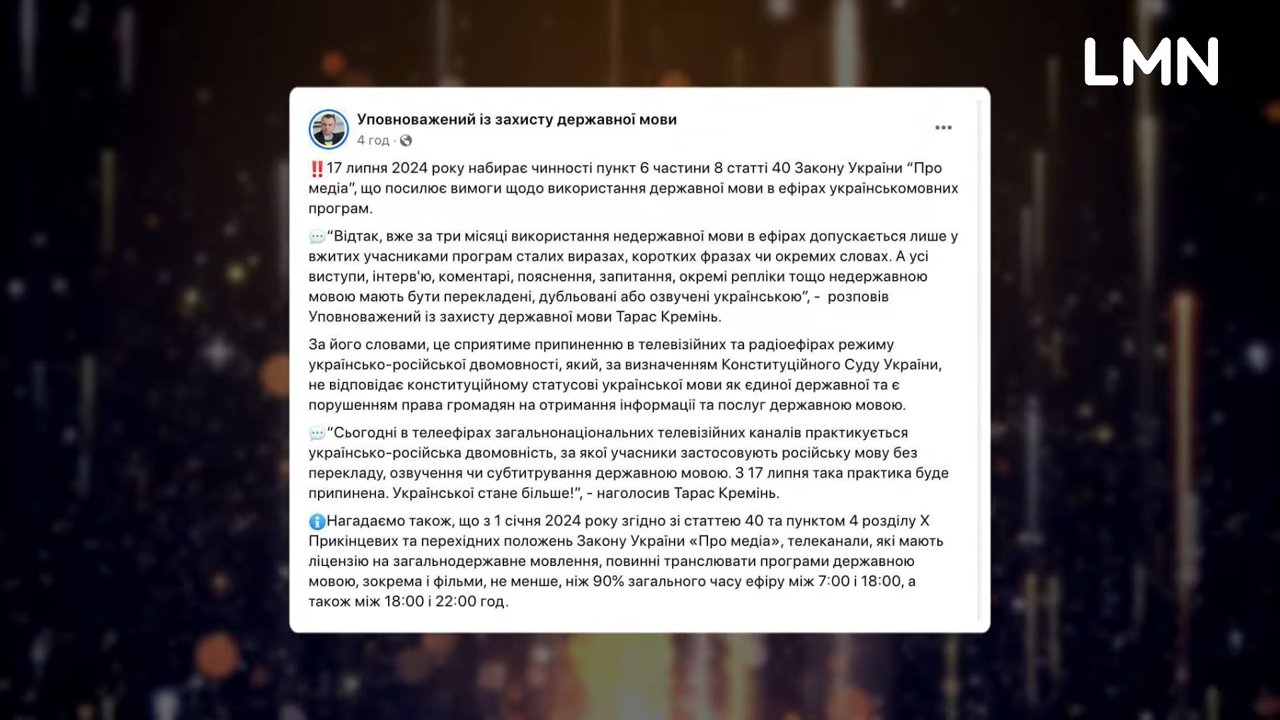 LMN
Уповноважений із захисту державної мови
4 год ·
‼️17 липня 2024 року набирає чинності пункт 6 частини 8 статті 40 Закону України “Про
медіа”, що посилює вимоги щодо використання державної мови в ефірах українськомовних
програм.
💬“Відтак, вже за три місяці використання недержавної мови в ефірах допускається лише у
вжитих учасниками програм сталих виразах, коротких фразах чи окремих словах. А усі
виступи, інтерв'ю, коментарі, пояснення, запитання, окремі репліки тощо недержавною
мовою мають бути перекладені, дубльовані або озвучені українською”, - розповів
Уповноважений із захисту державної мови Тарас Кремінь.
За його словами, це сприятиме припиненню в телевізійних та радіоефірах режиму
українсько-російської двомовності, який, за визначенням Конституційного Суду України,
не відповідає конституційному статусові української мови як єдиної державної та є
порушенням права громадян на отримання інформації та послуг державною мовою.
💬“Сьогодні в телеефірах загальнонаціональних телевізійних каналів практикується
українсько-російська двомовність, за якої учасники застосовують російську мову без
перекладу, озвучення чи субтитрування державною мовою. З 17 липня така практика буде
припинена. Української стане більше!”, - наголосив Тарас Кремінь.
ℹ️Нагадаємо також, що з 1 січня 2024 року згідно зі статтею 40 та пунктом 4 розділу X
Прикінцевих та перехідних положень Закону України «Про медіа», телеканали, які мають
ліцензію на загальнодержавне мовлення, повинні транслювати програми державною
мовою, зокрема і фільми, не менше, ніж 90% загального часу ефіру між 7:00 і 18:00, а
також між 18:00 і 22:00 год.